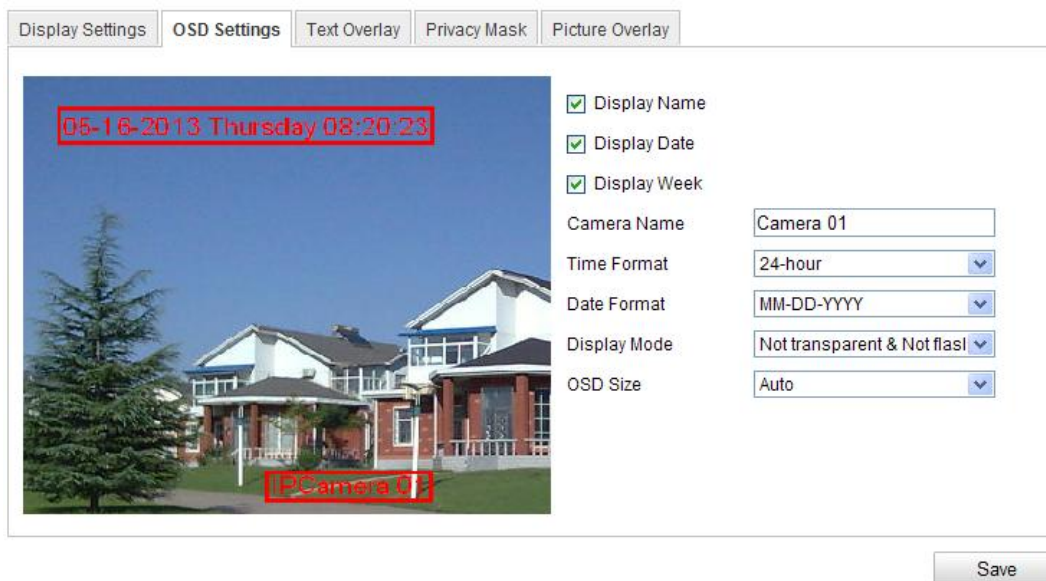 Display Settings
OSD Settings
Text Overlay
Privacy Mask
Picture Overlay
05-16-2013 Thursday 08:20:23
Display Name
Display Date
Display Week
Camera Name Camera 01
Time Format 24-hour
Date Format MM-DD-YYYY
Display Mode Not transparent & Not flasl
OSD Size Auto
IPCamera 01
Save